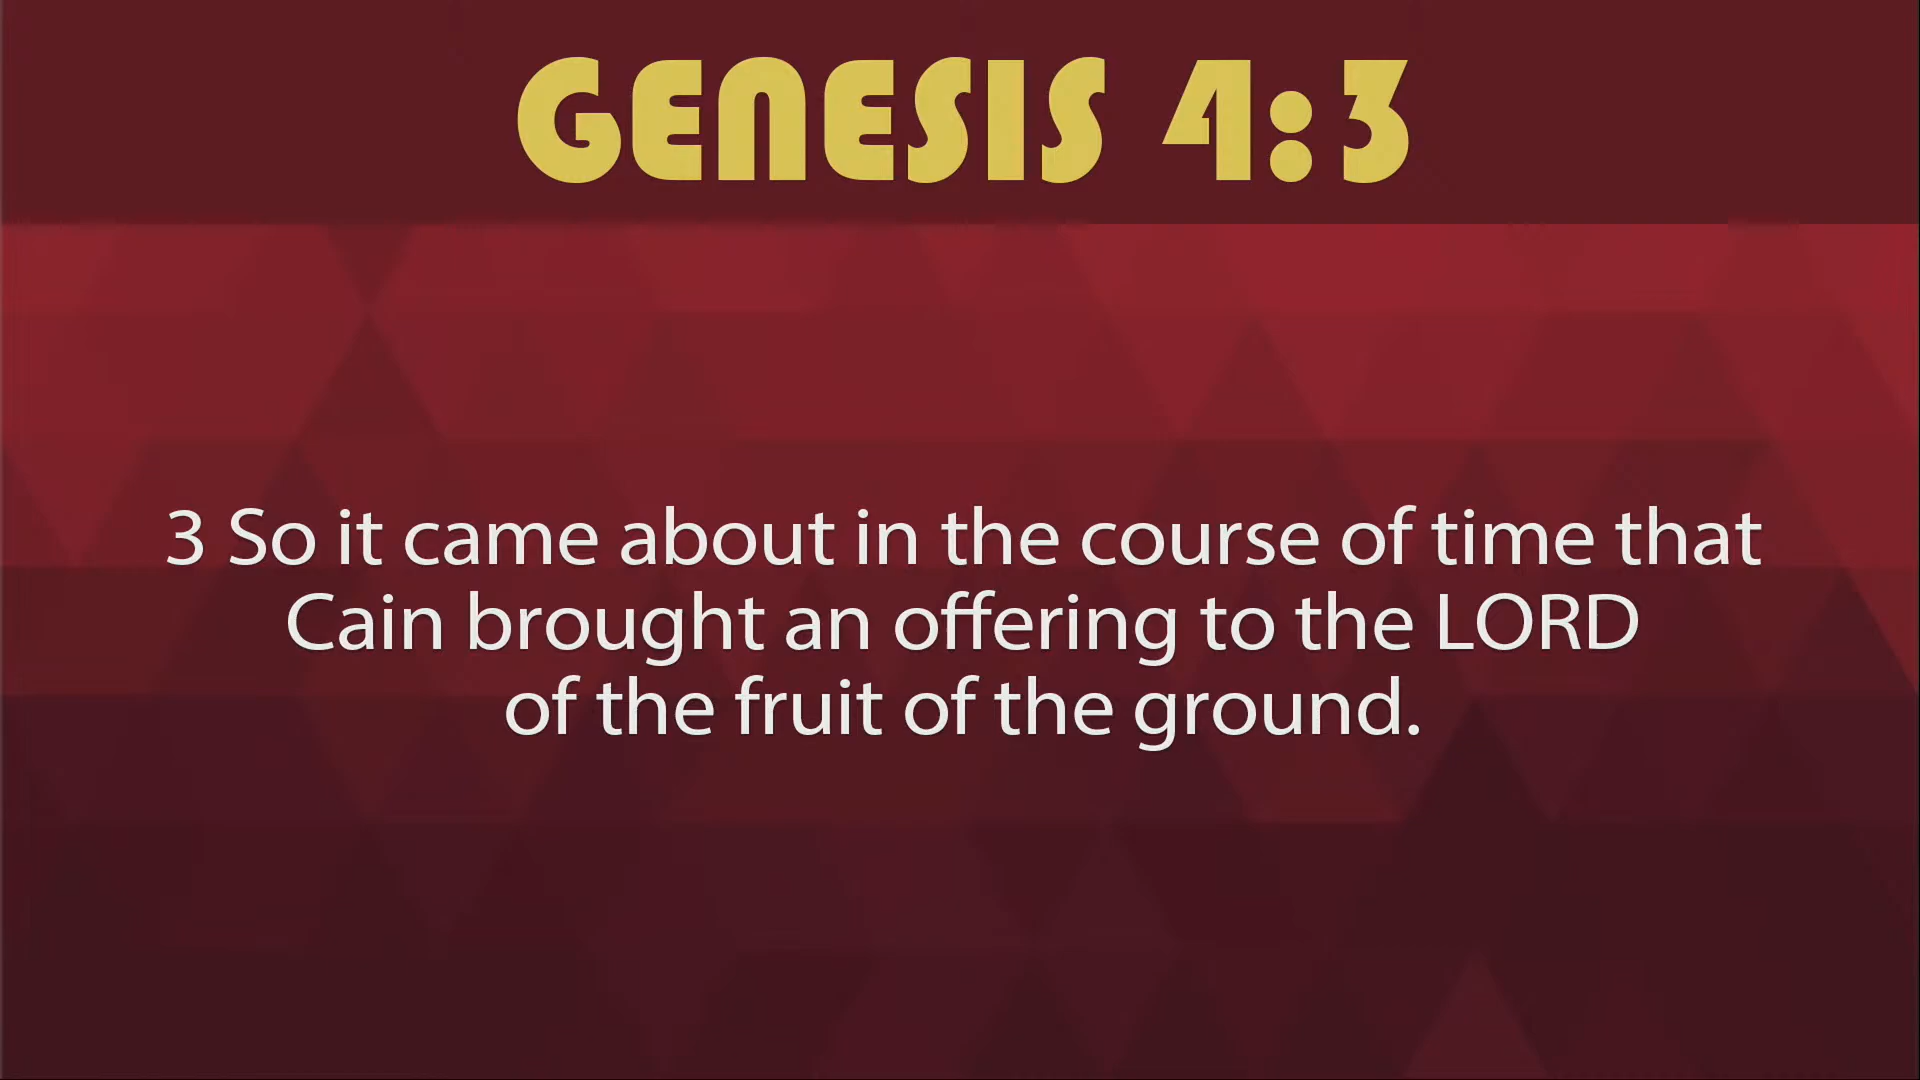 GENESIS 4:3
3 So it came about in the course of time that
Cain brought an offering to the LORD
of the fruit of the ground.